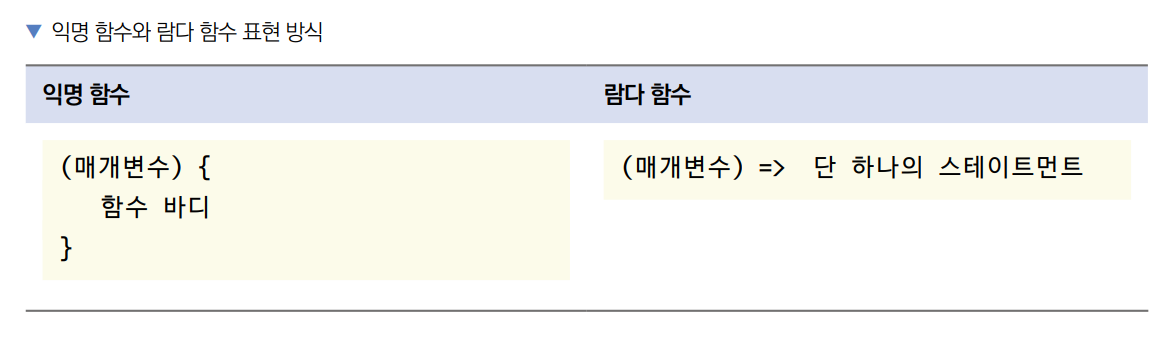 ▼ 익명 함수와 람다 함수 표현 방식
익명 함수
람다 함수
(매개변수) {
함수 바디
}
(매개변수) => 단 하나의 스테이트먼트